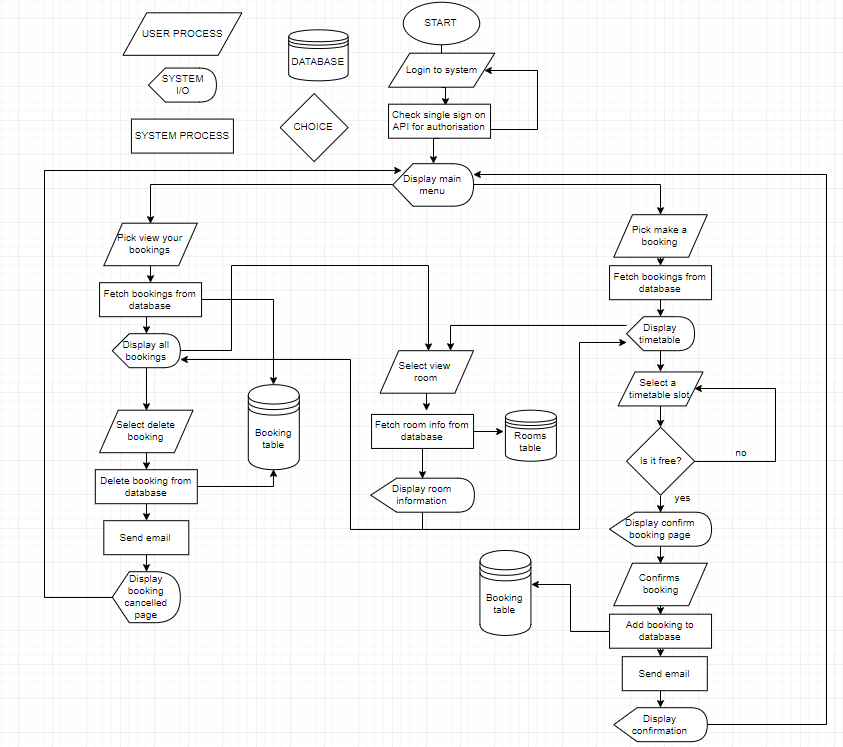 USER PROCESS
SYSTEM
I/O
SYSTEM PROCESS
DATABASE
CHOICE
START
Login to system
Check single sign on
API for authorisation
Display main
menu
Pick view your
bookings
Fetch bookings from
database
Display all
bookings
Select delete
booking
Delete booking from
database
Send email
Display
booking
cancelled
page
Booking
table
Select view
room
Fetch room info from
database
Rooms
table
Display room
information
Booking
table
Pick make a
booking
Fetch bookings from
database
Display
timetable
Select a
timetable slot
Is it free?
no
yes
Display confirm
booking page
Confirms
booking
Add booking to
database
Send email
Display
confirmation